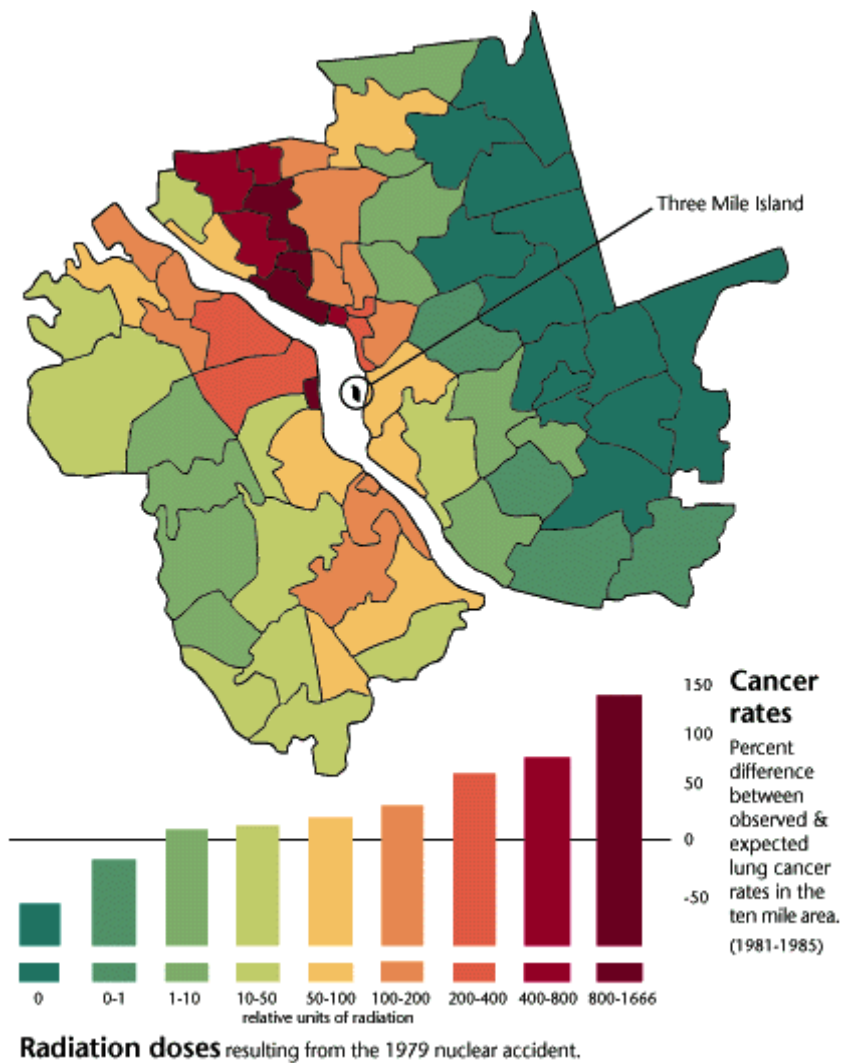 Three Mile Island
150
100
50
0
-50
Cancer
rates
Percent
difference
between
observed &
expected
lung cancer
rates in the
ten mile area.
(1981-1985)
0 0-1 1-10 10-50 50-100 100-200 200-400 400-800 800-1666
relative units of radiation
Radiation doses resulting from the 1979 nuclear accident.